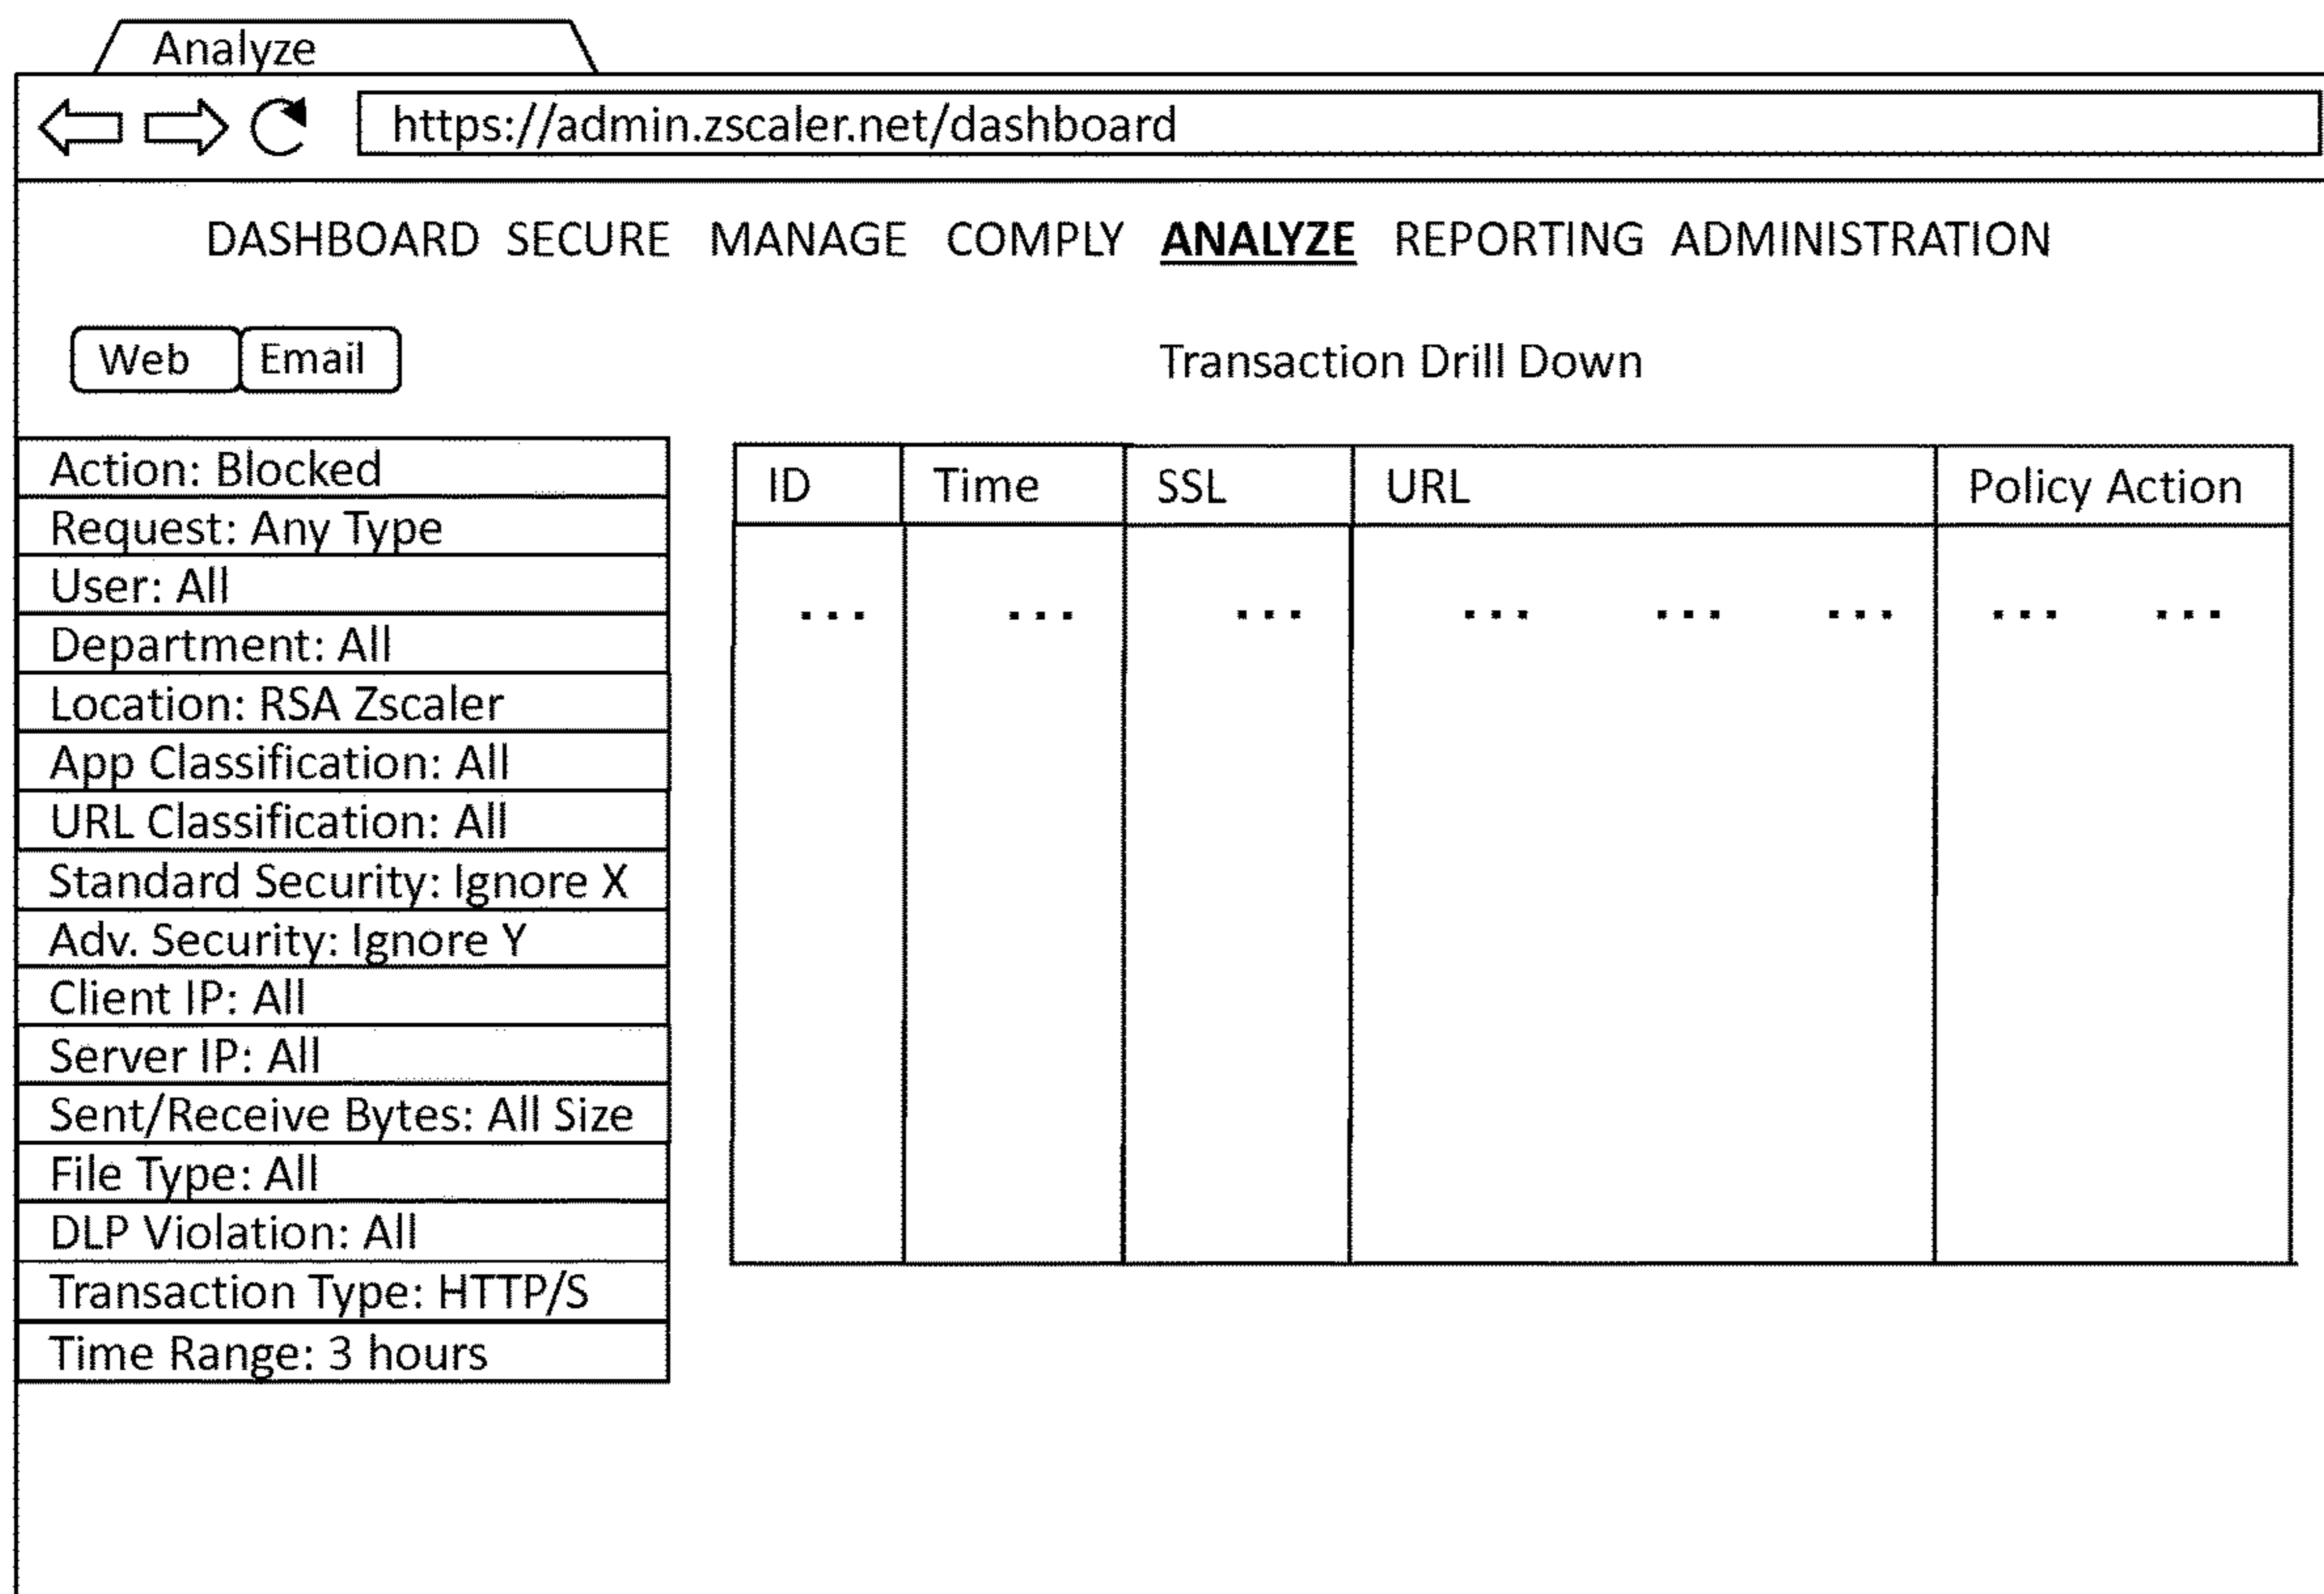 Analyze
https://admin.zscaler.net/dashboard
DASHBOARD SECURE MANAGE COMPLY ANALYZE REPORTING ADMINISTRATION
Web Email Transaction Drill Down
Action: Blocked
Request: Any Type
User: All
Department: All
Location: RSA Zscaler
App Classification: All
URL Classification: All
Standard Security: Ignore X
Adv. Security: Ignore Y
Client IP: All
Server IP: All
Sent/Receive Bytes: All Size
File Type: All
DLP Violation: All
Transaction Type: HTTP/S
Time Range: 3 hours
ID Time SSL URL Policy Action
... ... ... ... ... ... ... ...